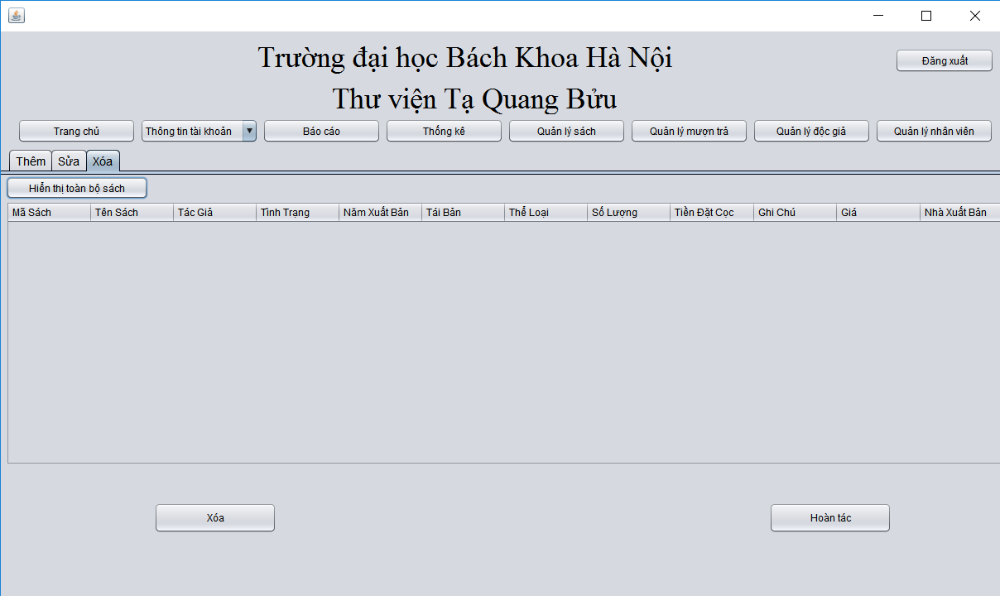 Trường đại học Bách Khoa Hà Nội
Đăng xuất
Thư viện Tạ Quang Bửu
Trang chủ Thông tin tài khoản Báo cáo Thống kê Quản lý sách Quản lý mượn trả Quản lý độc giả Quản lý nhân viên
Thêm Sửa Xóa
Hiển thị toàn bộ sách
Mã Sách Tên Sách Tác Giả Tình Trạng Năm Xuất Bản Tái Bản Thể Loại Số Lượng Tiền Đặt Cọc Ghi Chú Giá Nhà Xuất Bản
Xóa Hoàn tác